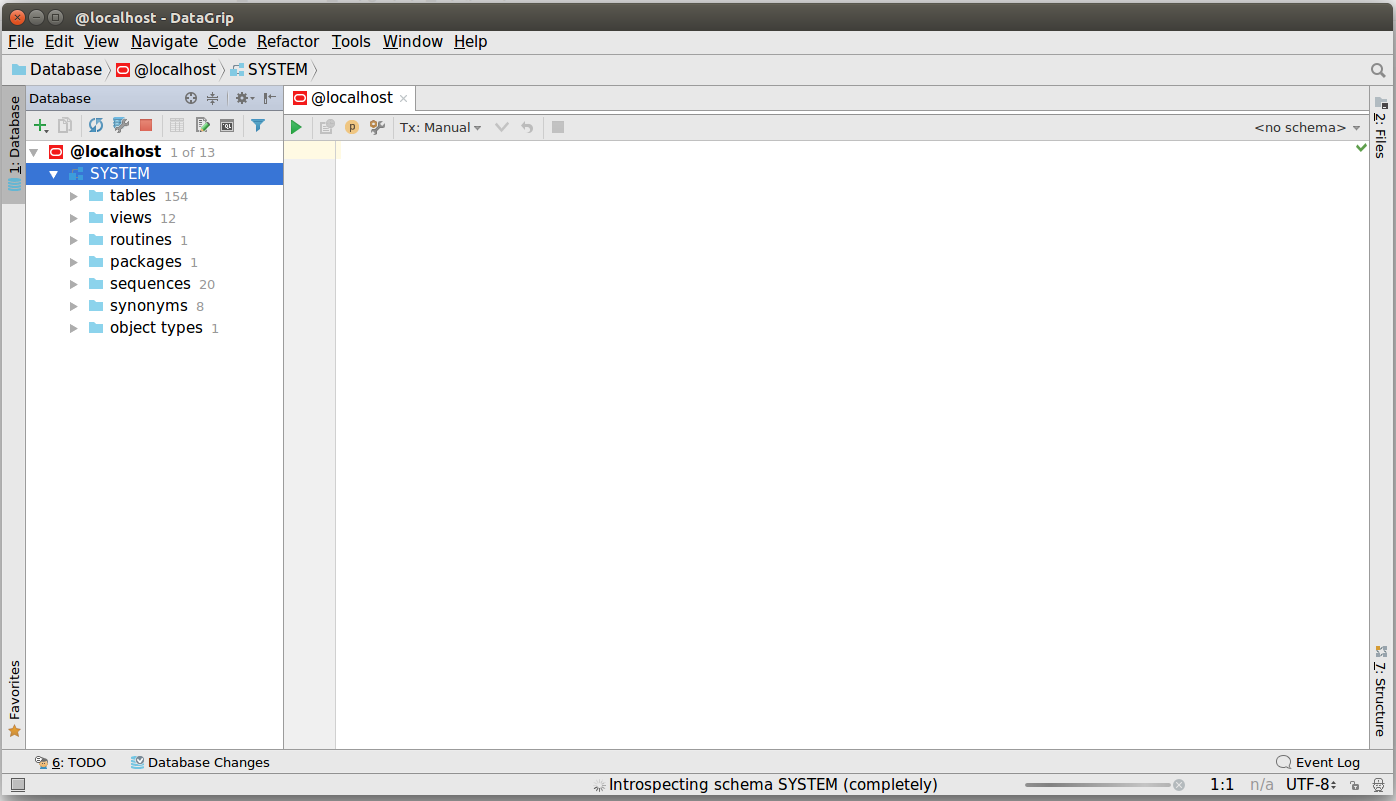 @localhost - DataGrip
File Edit View Navigate Code Refactor Tools Window Help
Database @localhost SYSTEM
1: Database
Database
@localhost
Tx: Manual
<no schema>
@localhost 1 of 13
SYSTEM
tables 154
views 12
routines 1
packages 1
sequences 20
synonyms 8
object types 1
2: Files
Favorites
7: Structure
6: TODO Database Changes Event Log
Introspecting schema SYSTEM (completely) 1:1 n/a UTF-8